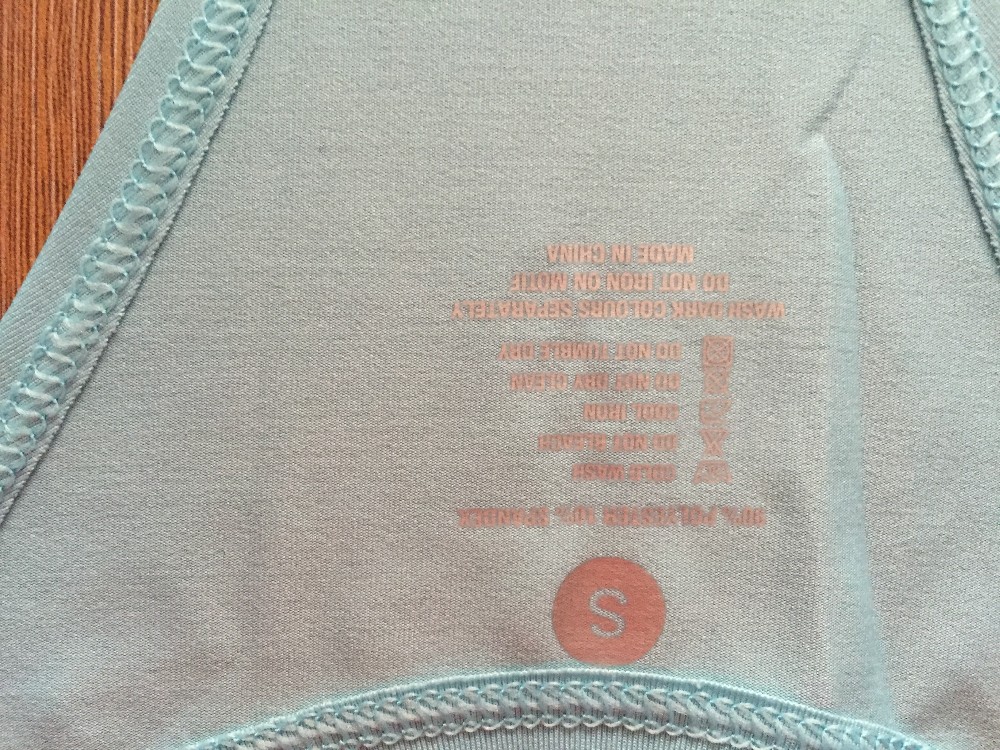 S
90% POLYESTER 10% SPANDEX
COLD WASH
DO NOT BLEACH
COOL IRON
DO NOT DRY CLEAN
DO NOT TUMBLE DRY
WASH DARK COLOURS SEPARATELY
DO NOT IRON ON MOTIF
MADE IN CHINA